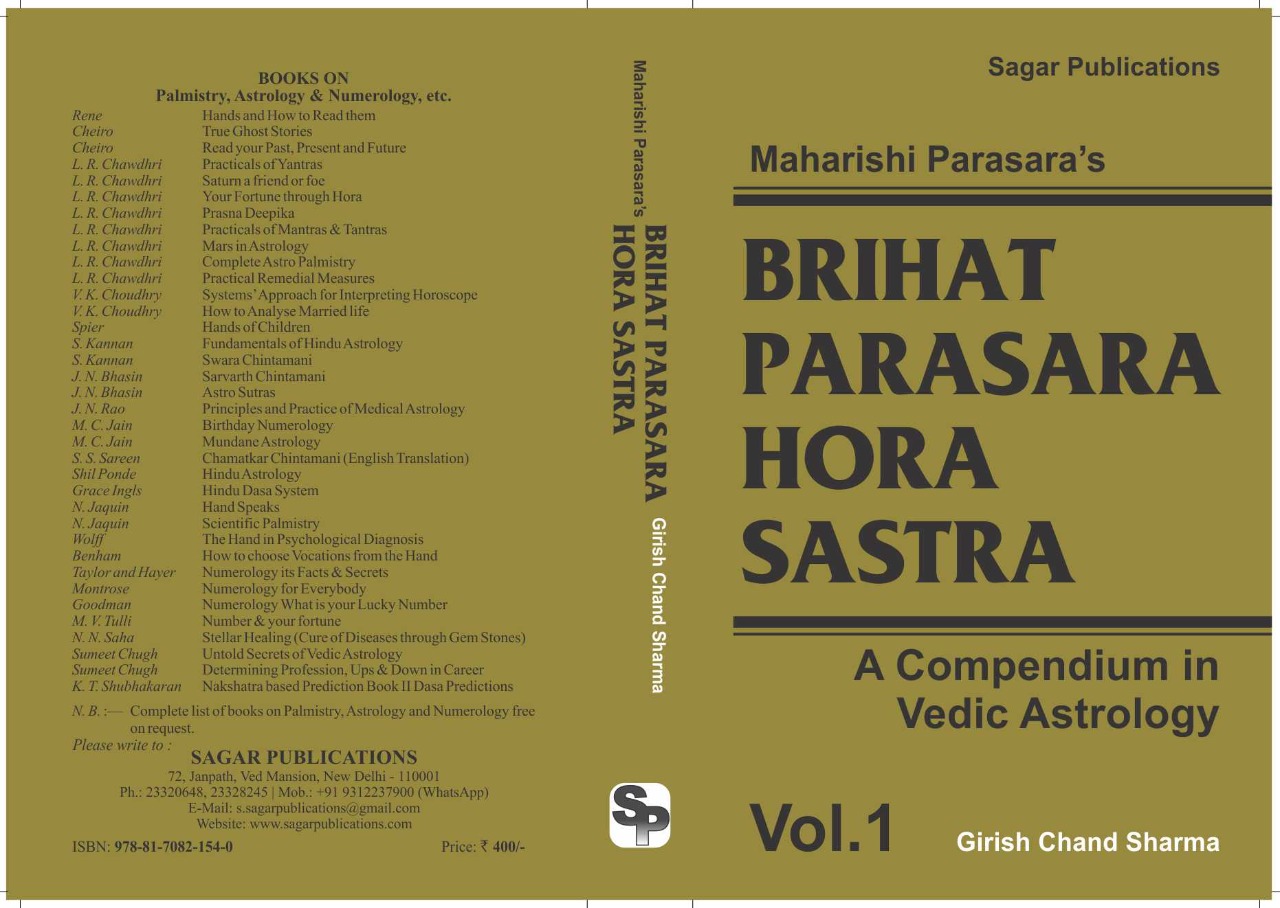 BOOKS ON
Palmistry, Astrology & Numerology, etc.
Rene Hands and How to Read them
Cheiro True Ghost Stories
Cheiro Read your Past, Present and Future
L. R. Chawdhri Practicals of Yantras
L. R. Chawdhri Saturn a friend or foe
L. R. Chawdhri Your Fortune through Hora
L. R. Chawdhri Prasna Deepika
L. R. Chawdhri Practicals of Mantras & Tantras
L. R. Chawdhri Mars in Astrology
L. R. Chawdhri Complete Astro Palmistry
L. R. Chawdhri Practical Remedial Measures
V. K. Choudhry Systems' Approach for Interpreting Horoscope
V. K. Choudhry How to Analyse Married life
Spier Hands of Children
S. Kannan Fundamentals of Hindu Astrology
S. Kannan Swara Chintamani
J. N. Bhasin Sarvarth Chintamani
J. N. Bhasin Astro Sutras
J. N. Rao Principles and Practice of Medical Astrology
M. C. Jain Birthday Numerology
M. C. Jain Mundane Astrology
S. S. Sareen Chamatkar Chintamani (English Translation)
Shil Ponde Hindu Astrology
Grace Ingls Hindu Dasa System
N. Jaquin Hand Speaks
N. Jaquin Scientific Palmistry
Wolff The Hand in Psychological Diagnosis
Benham How to choose Vocations from the Hand
Taylor and Hayer Numerology its Facts & Secrets
Montrose Numerology for Everybody
Goodman Numerology What is your Lucky Number
M. V. Tulli Number & your fortune
N. N. Saha Stellar Healing (Cure of Diseases through Gem Stones)
Sumeet Chugh Untold Secrets of Vedic Astrology
Sumeet Chugh Determining Profession, Ups & Down in Career
K. T. Shubhakaran Nakshatra based Prediction Book II Dasa Predictions
N. B. :— Complete list of books on Palmistry, Astrology and Numerology free
on request.
Please write to :
SAGAR PUBLICATIONS
72, Janpath, Ved Mansion, New Delhi - 110001
Ph.: 23320648, 23328245 | Mob.: +91 9312237900 (WhatsApp)
E-Mail: s.sagarpublications@gmail.com
Website: www.sagarpublications.com
ISBN: 978-81-7082-154-0 Price: ₹ 400/-
Maharishi Parasara's
BRIHAT PARASARA
HORA SASTRA
Girish Chand Sharma
SP
Sagar Publications
Maharishi Parasara's
BRIHAT
PARASARA
HORA
SASTRA
A Compendium in
Vedic Astrology
Vol.1 Girish Chand Sharma